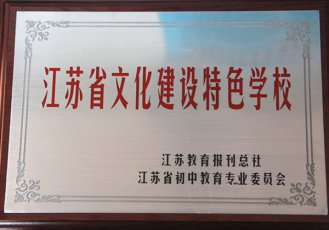 江苏省文化建设特色学校
江苏教育报刊总社
江苏省初中教育专业委员会